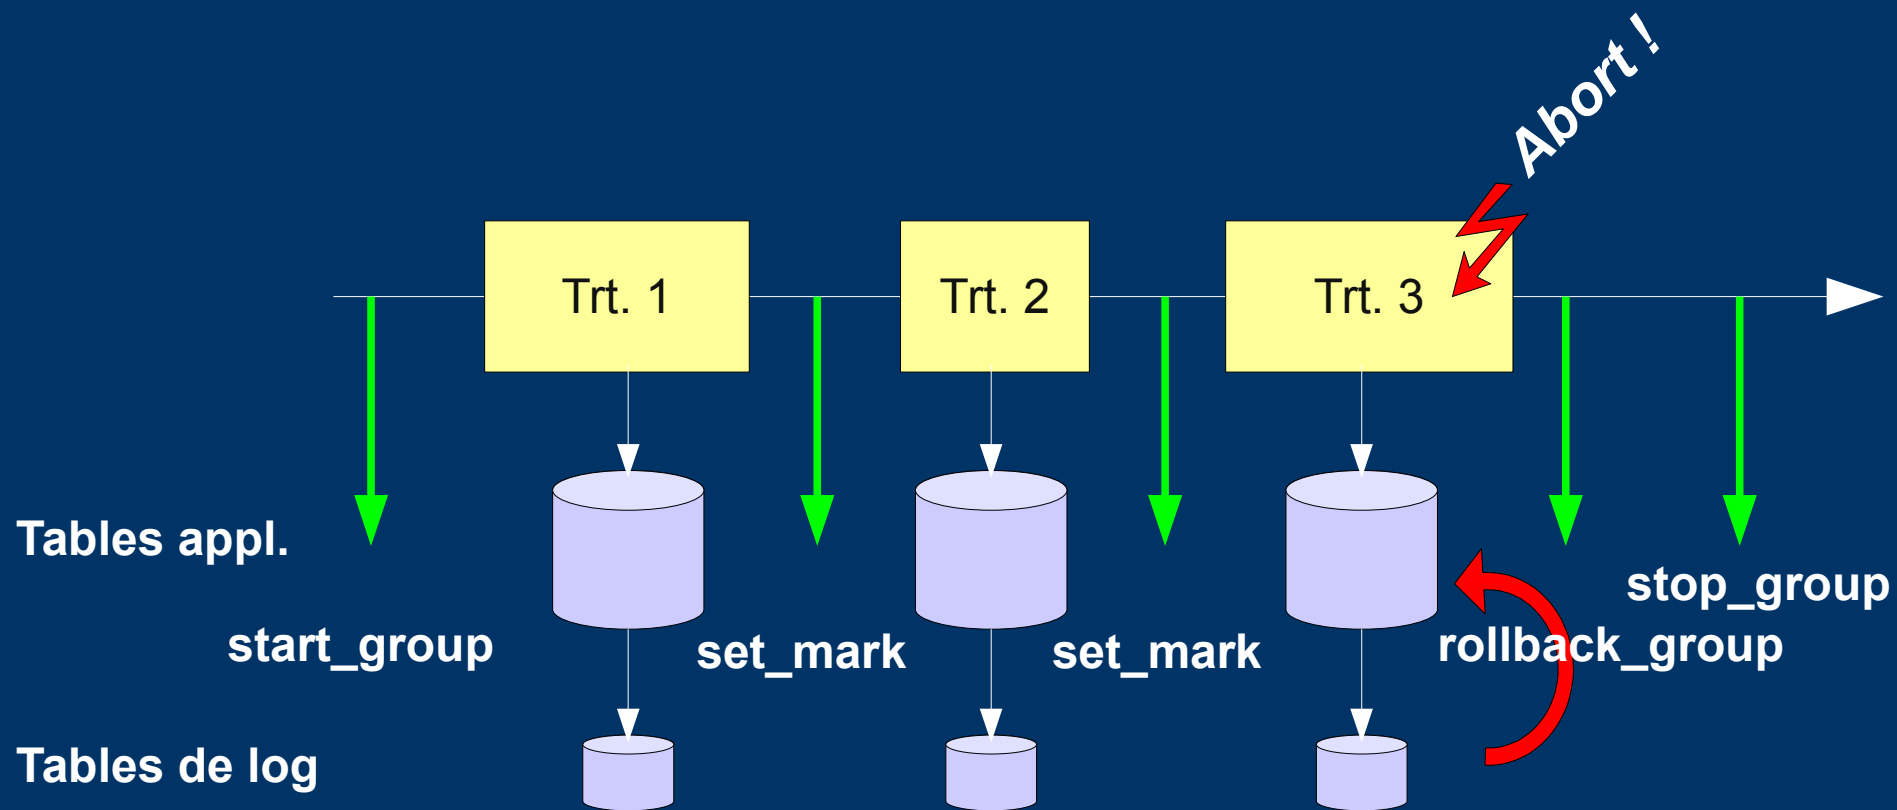 Abort !
Trt. 1
Trt. 2
Trt. 3
Tables appl.
start_group
set_mark
set_mark
rollback_group
stop_group
Tables de log